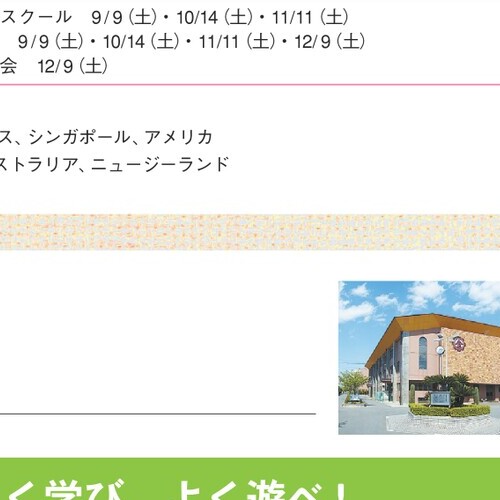 スクール 9/9（土）・10/14（土）・11/11（土）
9/9（土）・10/14（土）・11/11（土）・12/9（土）
会 12/9（土）
ス、シンガポール、アメリカ
ストラリア、ニュージーランド
く学び、よく遊べ！